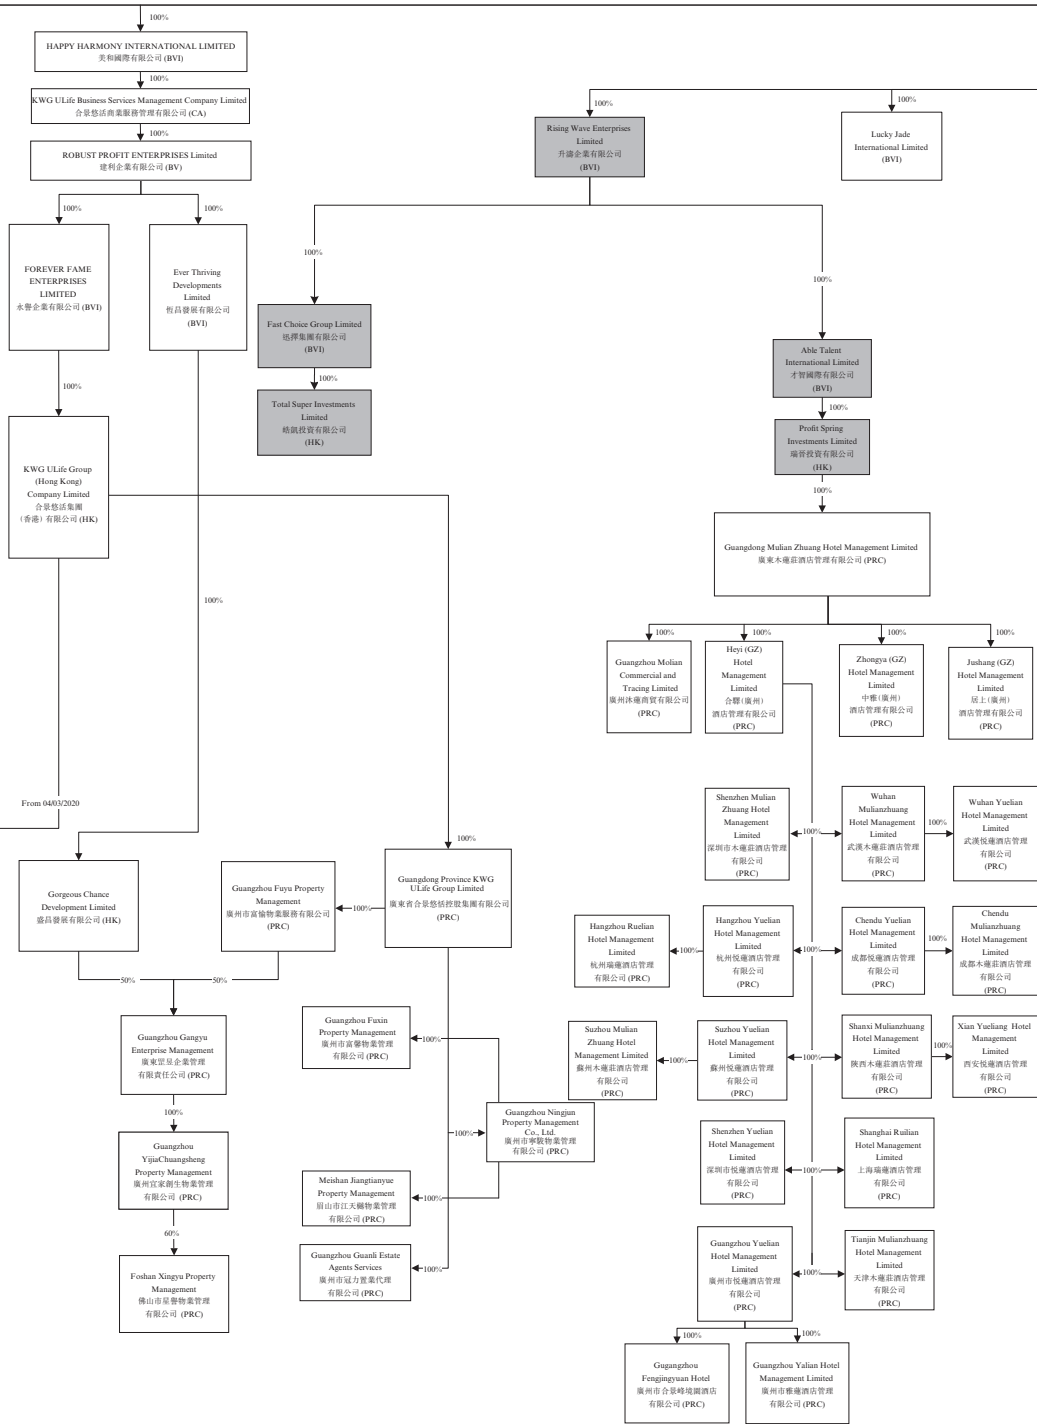 100%
HAPPY HARMONY INTERNATIONAL LIMITED
美和國際有限公司 (BVI)
100%
KWG ULife Business Services Management Company Limited
合景悠活商業服務管理有限公司 (CA)
100%
ROBUST PROFIT ENTERPRISES Limited
建利企業有限公司 (BV)
100%
100%
FOREVER FAME
ENTERPRISES
LIMITED
永譽企業有限公司 (BVI)
Ever Thriving
Developments
Limited
恆昌發展有限公司
(BVI)
100%
KWG ULife Group
(Hong Kong)
Company Limited
合景悠活集團
（香港）有限公司 (HK)
100%
From 04/03/2020
100%
Rising Wave Enterprises
Limited
升濤企業有限公司
(BVI)
100%
Lucky Jade
International Limited
(BVI)
100%
100%
Fast Choice Group Limited
迅擇集團有限公司
(BVI)
100%
Total Super Investments
Limited
皓凱投資有限公司
(HK)
Able Talent
International Limited
才智國際有限公司
(BVI)
100%
Profit Spring
Investments Limited
瑞晉投資有限公司
(HK)
100%
Guangdong Mulian Zhuang Hotel Management Limited
廣東木蓮莊酒店管理有限公司 (PRC)
100%
100%
100%
100%
Guangzhou Molian
Commercial and
Tracing Limited
廣州沐蓮商貿有限公司
(PRC)
Heyi (GZ)
Hotel
Management
Limited
合驛(廣州)
酒店管理有限公司
(PRC)
Zhongya (GZ)
Hotel Management
Limited
中雅(廣州)
酒店管理有限公司
(PRC)
Jushang (GZ)
Hotel Management
Limited
居上(廣州)
酒店管理有限公司
(PRC)
Shenzhen Mulian
Zhuang Hotel
Management
Limited
深圳市木蓮莊酒店管理
有限公司
(PRC)
100%
Wuhan
Mulianzhuang
Hotel Management
Limited
武漢木蓮莊酒店管理
有限公司
(PRC)
100%
Wuhan Yuelian
Hotel Management
Limited
武漢悅蓮酒店管理
有限公司
(PRC)
100%
Gorgeous Chance
Development Limited
盛昌發展有限公司 (HK)
Guangzhou Fuyu Property
Management
廣州市富愉物業服務有限公司
(PRC)
100%
Guangdong Province KWG
ULife Group Limited
廣東省合景悠恬控股集團有限公司
(PRC)
Hangzhou Ruelian
Hotel Management
Limited
杭州瑞蓮酒店管理
有限公司 (PRC)
100%
Hangzhou Yuelian
Hotel Management
Limited
杭州悅蓮酒店管理
有限公司
(PRC)
100%
Chendu Yuelian
Hotel Management
Limited
成都悅蓮酒店管理
有限公司
(PRC)
100%
Chendu
Mulianzhuang
Hotel Management
Limited
成都木蓮莊酒店管理
有限公司
(PRC)
50%
50%
Guangzhou Gangyu
Enterprise Management
廣東罡昱企業管理
有限責任公司 (PRC)
Guangzhou Fuxin
Property Management
廣州市富馨物業管理
有限公司 (PRC)
100%
Suzhou Mulian
Zhuang Hotel
Management Limited
蘇州木蓮莊酒店管理
有限公司
(PRC)
100%
Suzhou Yuelian
Hotel Management
Limited
蘇州悅蓮酒店管理
有限公司
(PRC)
100%
Shanxi Mulianzhuang
Hotel Management
Limited
陝西木蓮莊酒店管理
有限公司
(PRC)
100%
Xian Yueliang Hotel
Management
Limited
西安悅蓮酒店管理
有限公司
(PRC)
100%
Guangzhou
YijiaChuangsheng
Property Management
廣州宜家創生物業管理
有限公司 (PRC)
100%
Guangzhou Ningjun
Property Management
Co., Ltd.
廣州市寧駿物業管理
有限公司 (PRC)
Shenzhen Yuelian
Hotel Management
Limited
深圳市悅蓮酒店管理
有限公司
(PRC)
100%
Shanghai Ruilian
Hotel Management
Limited
上海瑞蓮酒店管理
有限公司
(PRC)
Meishan Jiangtianyue
Property Management
眉山市江天樾物業管理
有限公司 (PRC)
100%
60%
Foshan Xingyu Property
Management
佛山市星譽物業管理
有限公司 (PRC)
Guangzhou Guanli Estate
Agents Services
廣州市冠力置業代理
有限公司 (PRC)
100%
Guangzhou Yuelian
Hotel Management
Limited
廣州市悅蓮酒店管理
有限公司
(PRC)
100%
Tianjin Mulianzhuang
Hotel Management
Limited
天津木蓮莊酒店管理
有限公司
(PRC)
100%
100%
Gugangzhou
Fengjingyuan Hotel
廣州市合景峰境園酒店
有限公司 (PRC)
Guangzhou Yalian Hotel
Management Limited
廣州市雅蓮酒店管理
有限公司 (PRC)